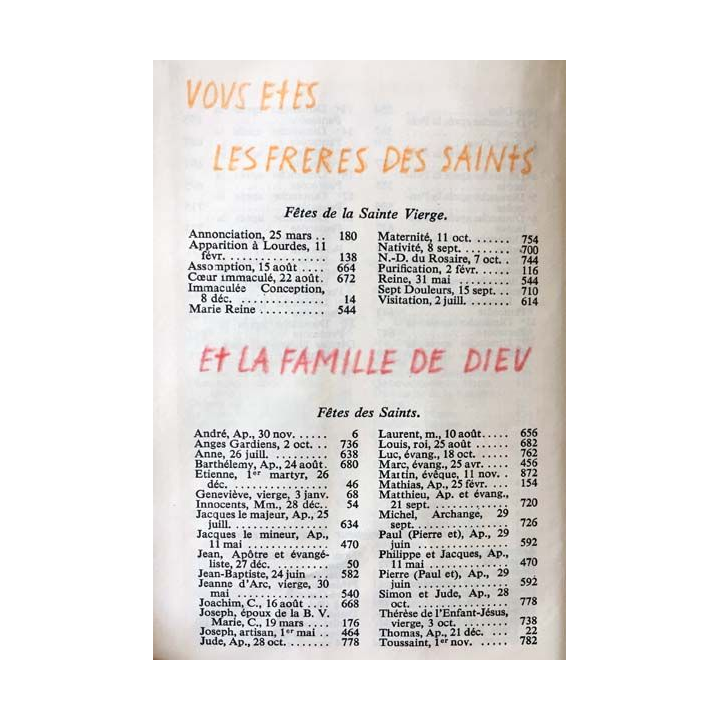 VOUS EtES
LES FRERES DES SAINtS
Fêtes de la Sainte Vierge.
Annonciation, 25 mars .. 180
Apparition à Lourdes, 11
févr. .................. 138
Assomption, 15 août .... 664
Cœur immaculé, 22 août. 672
Immaculée Conception,
8 déc. ................ 14
Marie Reine ........... 544
Maternité, 11 oct. ...... 754
Nativité, 8 sept. ....... 700
N.-D. du Rosaire, 7 oct. . 744
Purification, 2 févr. .... 116
Reine, 31 mai ......... 544
Sept Douleurs, 15 sept. .. 710
Visitation, 2 juill. ...... 614
Et LA FAMILLE DE DIEU
Fêtes des Saints.
André, Ap., 30 nov. ..... 6
Anges Gardiens, 2 oct. .. 736
Anne, 26 juill. ......... 638
Barthélemy, Ap., 24 août. 680
Etienne, 1er martyr, 26
déc. .................. 46
Geneviève, vierge, 3 janv. 68
Innocents, Mm., 28 déc.. 54
Jacques le majeur, Ap., 25
juill. ................ 634
Jacques le mineur, Ap.,
11 mai ............... 470
Jean, Apôtre et évangé-
liste, 27 déc. .......... 50
Jean-Baptiste, 24 juin ... 582
Jeanne d'Arc, vierge, 30
mai .................. 540
Joachim, C., 16 août .... 668
Joseph, époux de la B. V.
Marie, C., 19 mars .... 176
Joseph, artisan, 1er mai .. 464
Jude, Ap., 28 oct. ....... 778
Laurent, m., 10 août ..... 656
Louis, roi, 25 août ...... 682
Luc, évang., 18 oct. ..... 762
Marc, évang., 25 avr. .... 456
Martin, évêque, 11 nov. . 872
Mathias, Ap., 25 févr. ... 154
Matthieu, Ap. et évang.,
21 sept. .............. 720
Michel, Archange, 29
sept. ................. 726
Paul (Pierre et), Ap., 29
juin .................. 592
Philippe et Jacques, Ap.,
11 mai ................ 470
Pierre (Paul et), Ap., 29
juin .................. 592
Simon et Jude, Ap., 28
oct. .................. 778
Thérèse de l'Enfant-Jésus,
vierge, 3 oct. .......... 738
Thomas, Ap., 21 déc. ... 22
Toussaint, 1er nov. ..... 782